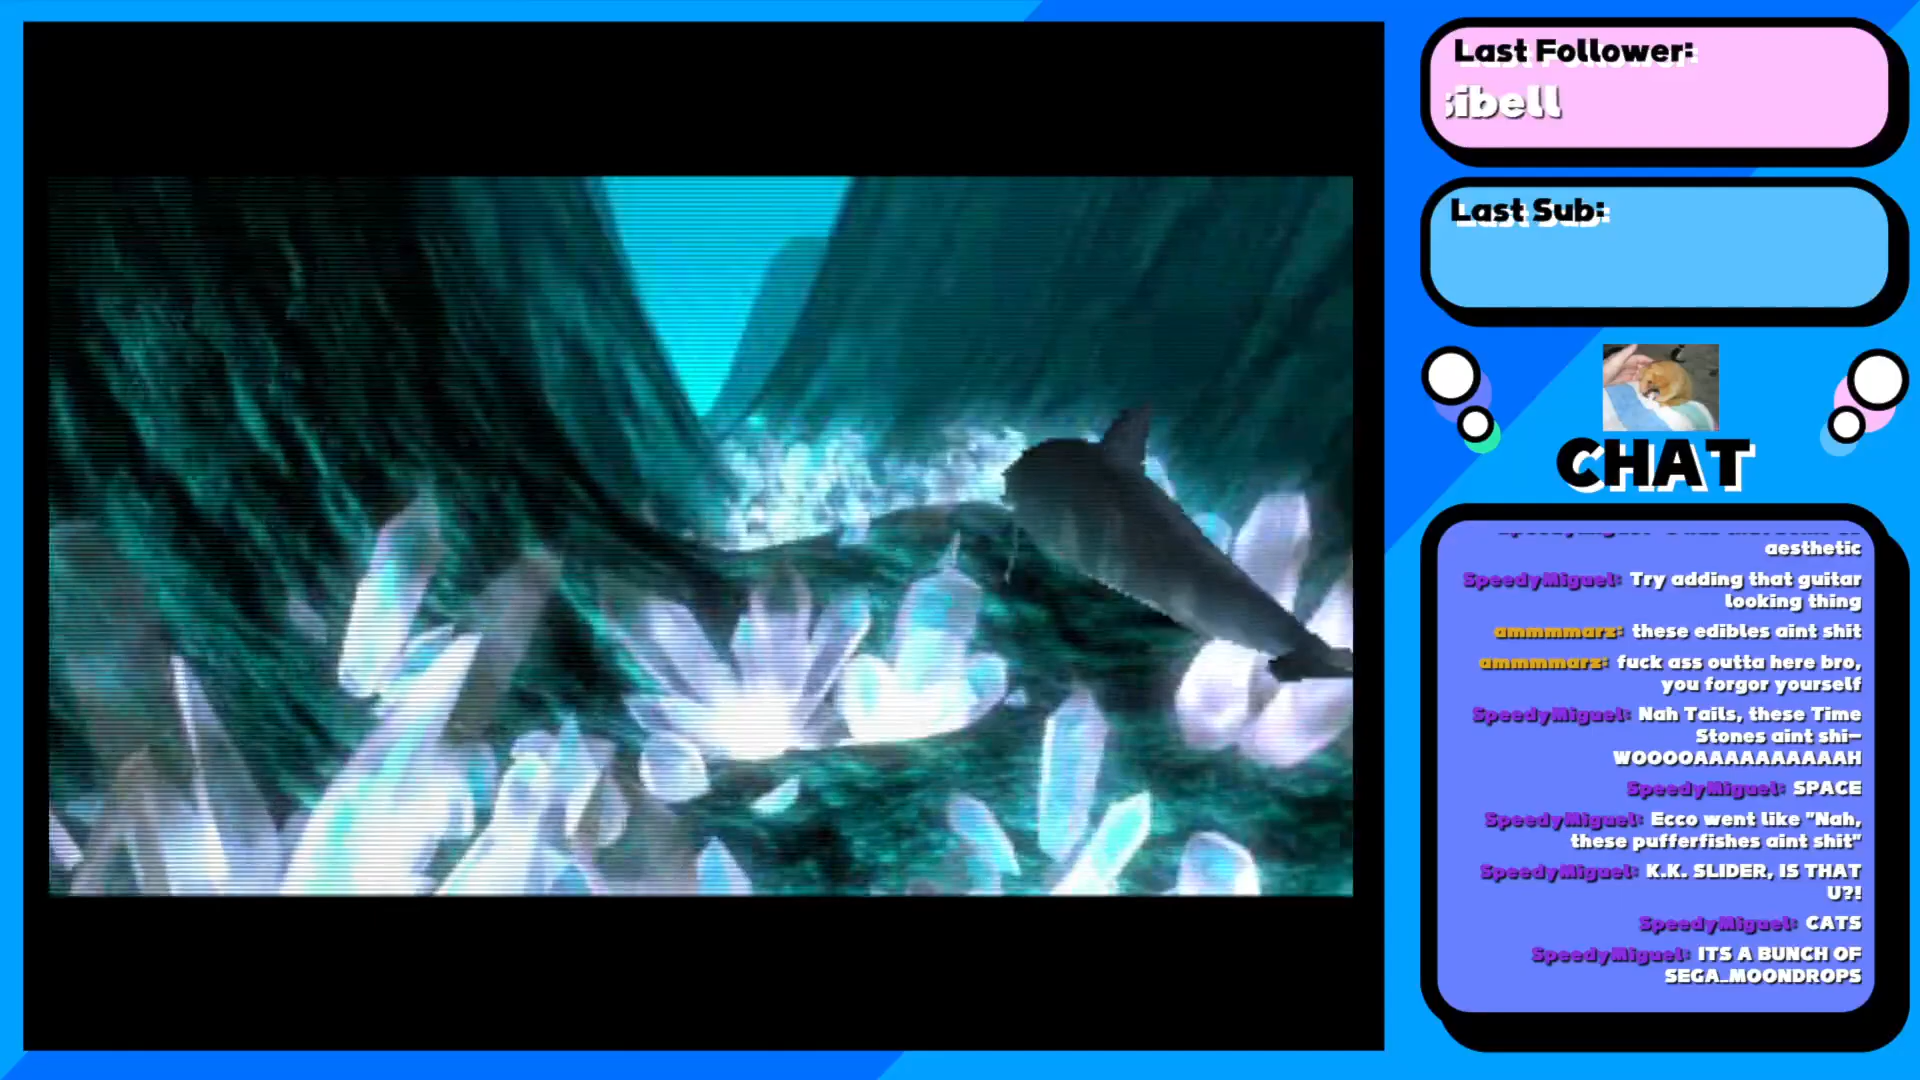 Last Follower:
sibell
Last Sub:
CHAT
aesthetic
SpeedyMiguel: Try adding that guitar
looking thing
ammmmarz: these edibles aint shit
ammmmarz: fuck ass outta here bro,
you forgor yourself
SpeedyMiguel: Nah Tails, these Time
Stones aint shi—
WOOOOAAAAAAAAAAH
SpeedyMiguel: SPACE
SpeedyMiguel: Ecco went like "Nah,
these pufferfishes aint shit"
SpeedyMiguel: K.K. SLIDER, IS THAT
U?!
SpeedyMiguel: CATS
SpeedyMiguel: ITS A BUNCH OF
SEGA_MOONDROPS